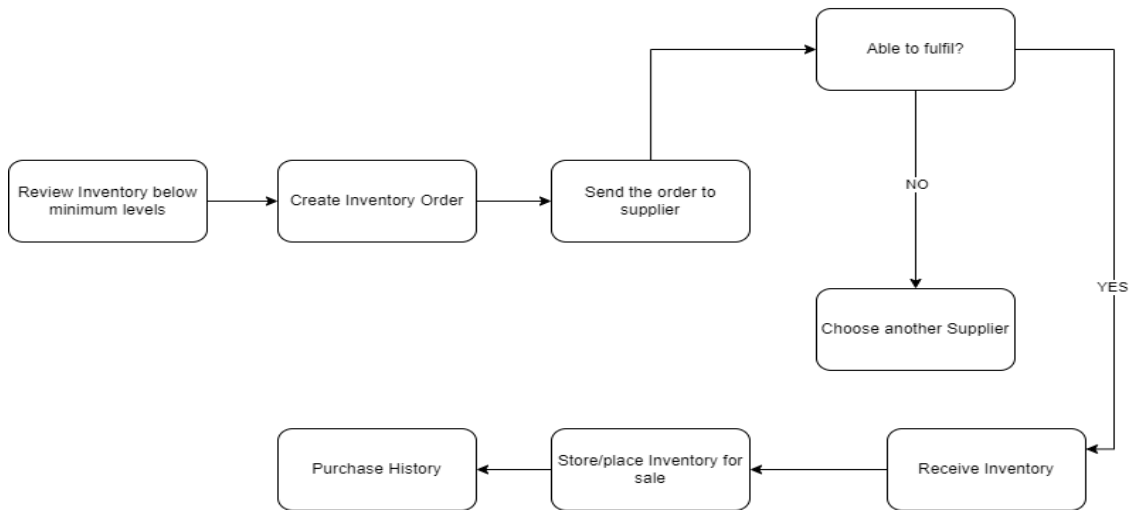 Able to fulfil?
Review Inventory below
minimum levels
Create Inventory Order
Send the order to
supplier
NO
YES
Choose another Supplier
Purchase History
Store/place Inventory for
sale
Receive Inventory